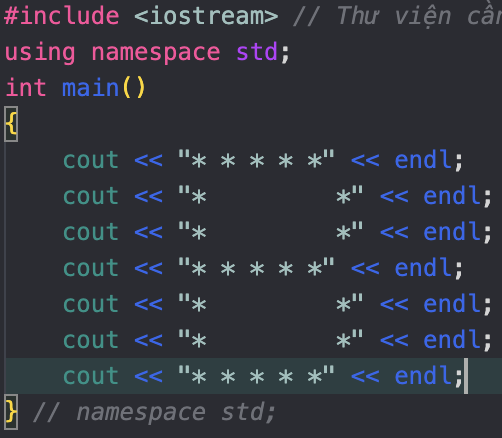 #include <iostream> // Thư viện
using namespace std;
int main()
{
    cout << "* * * * *" << endl;
    cout << "*         *" << endl;
    cout << "*         *" << endl;
    cout << "* * * * *" << endl;
    cout << "*         *" << endl;
    cout << "*         *" << endl;
    cout << "* * * * *" << endl;
} // namespace std;